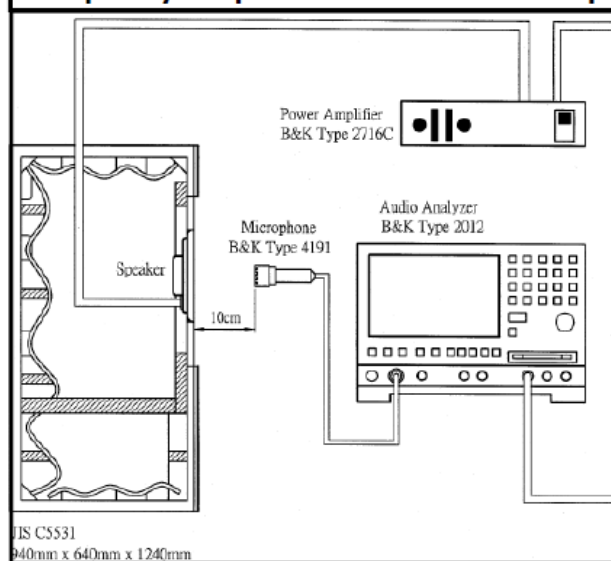 Power Amplifier
B&K Type 2716C
Audio Analyzer
B&K Type 2012
Microphone
B&K Type 4191
Speaker
10cm
JIS C5531
940mm x 640mm x 1240mm